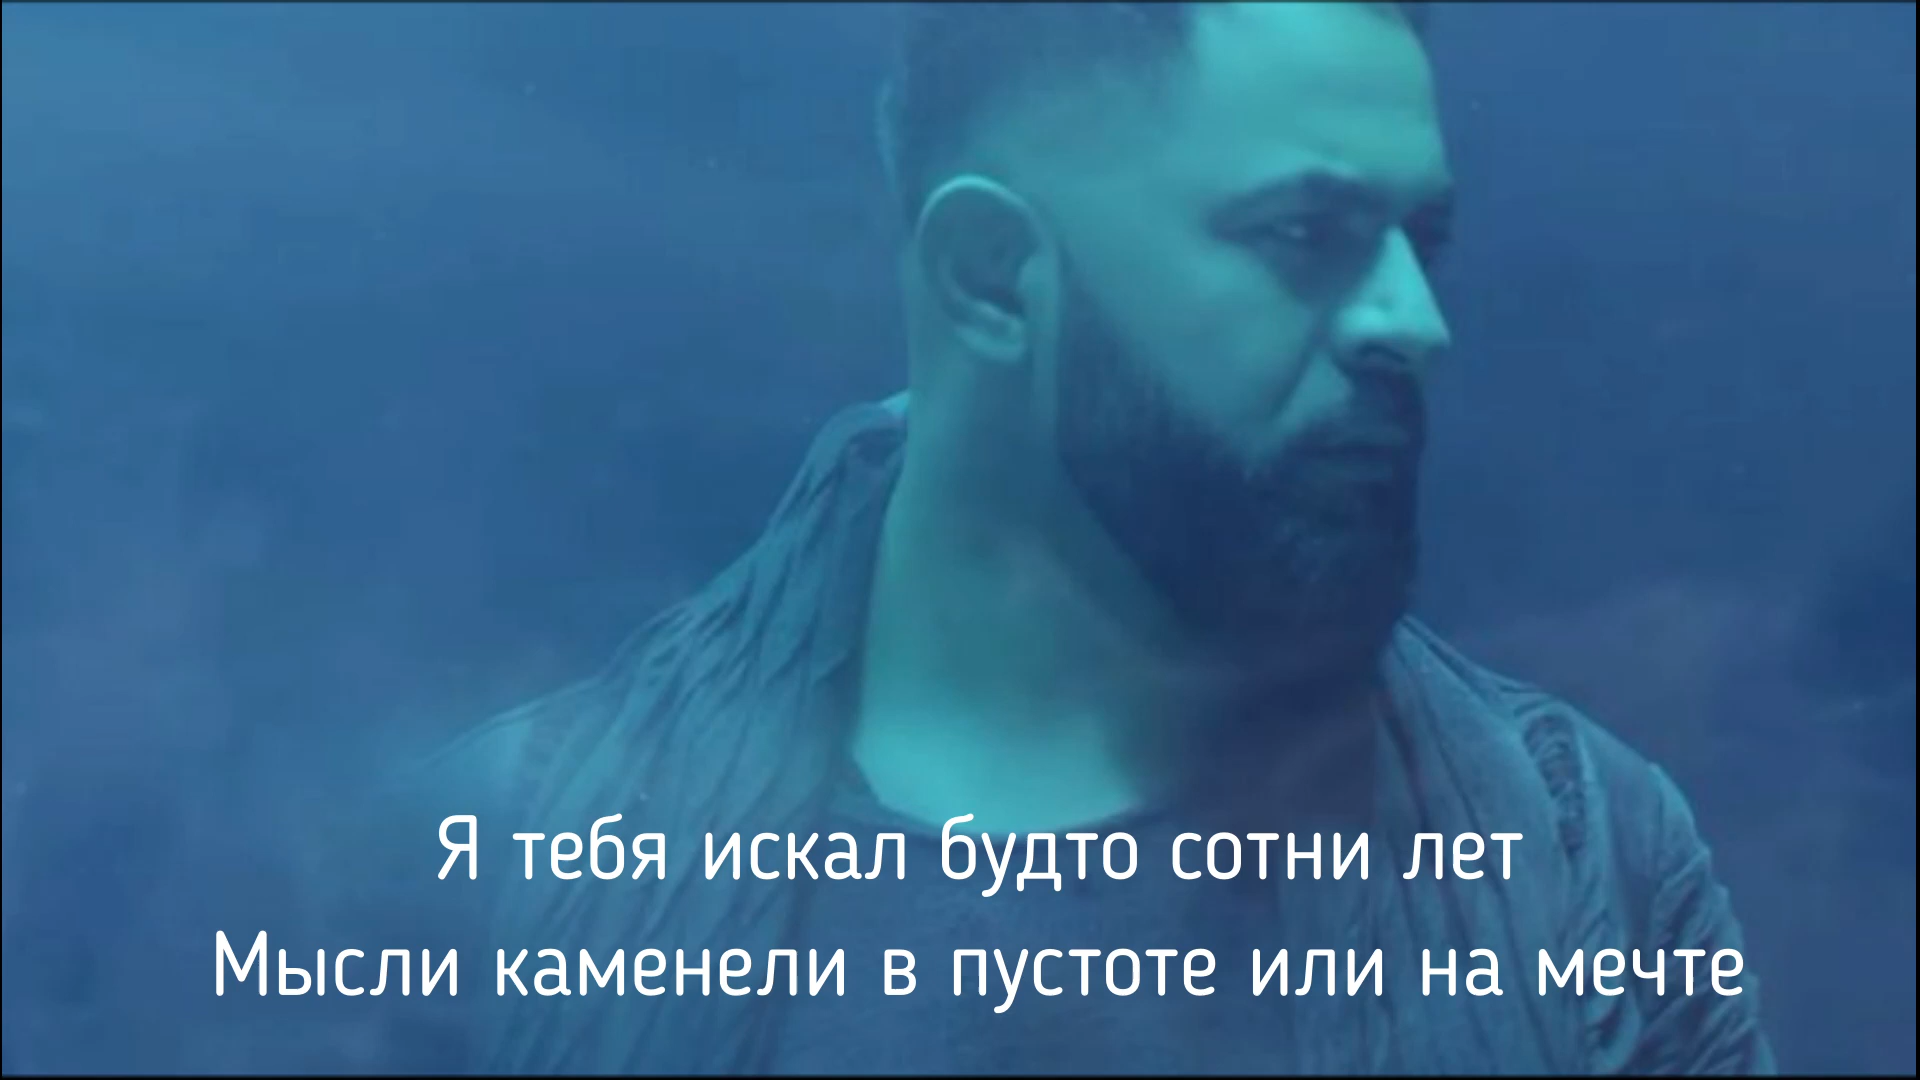 Я тебя искал будто сотни лет
Мысли каменели в пустоте или на мечте